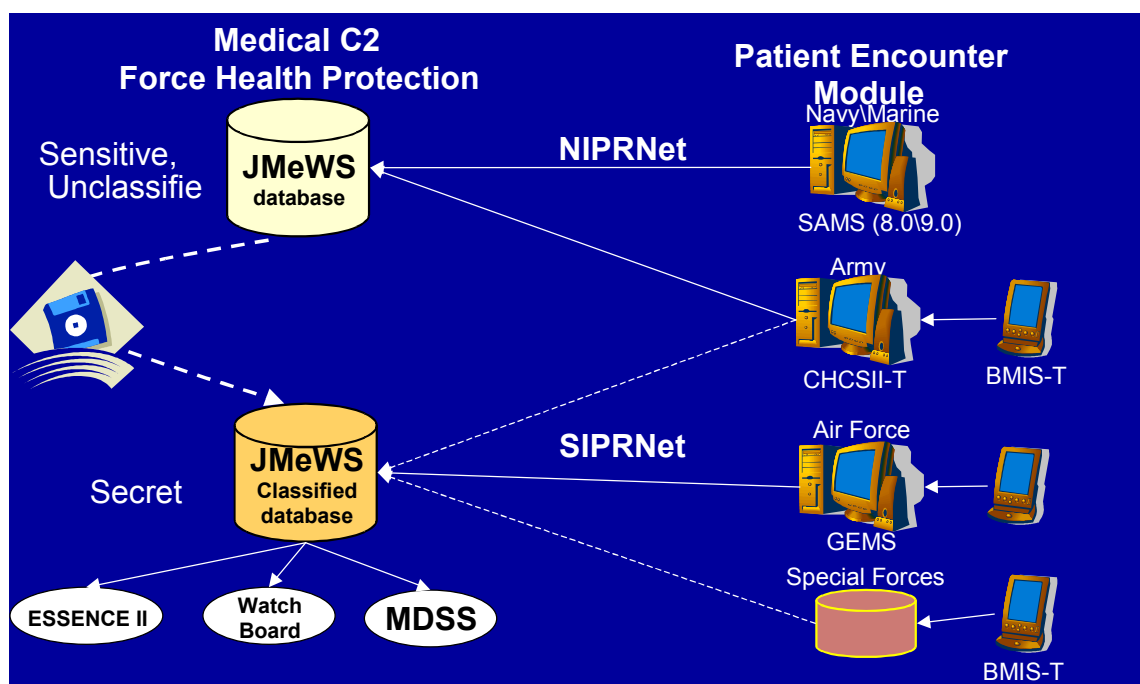 Medical C2
Force Health Protection
Patient Encounter
Module
Navy\Marine
Sensitive,
Unclassifie
JMeWS
database
NIPRNet
SAMS (8.0\9.0)
Army
CHCSII-T
BMIS-T
Air Force
SIPRNet
JMeWS
Classified
database
Secret
GEMS
Special Forces
ESSENCE II
Watch
Board
MDSS
BMIS-T